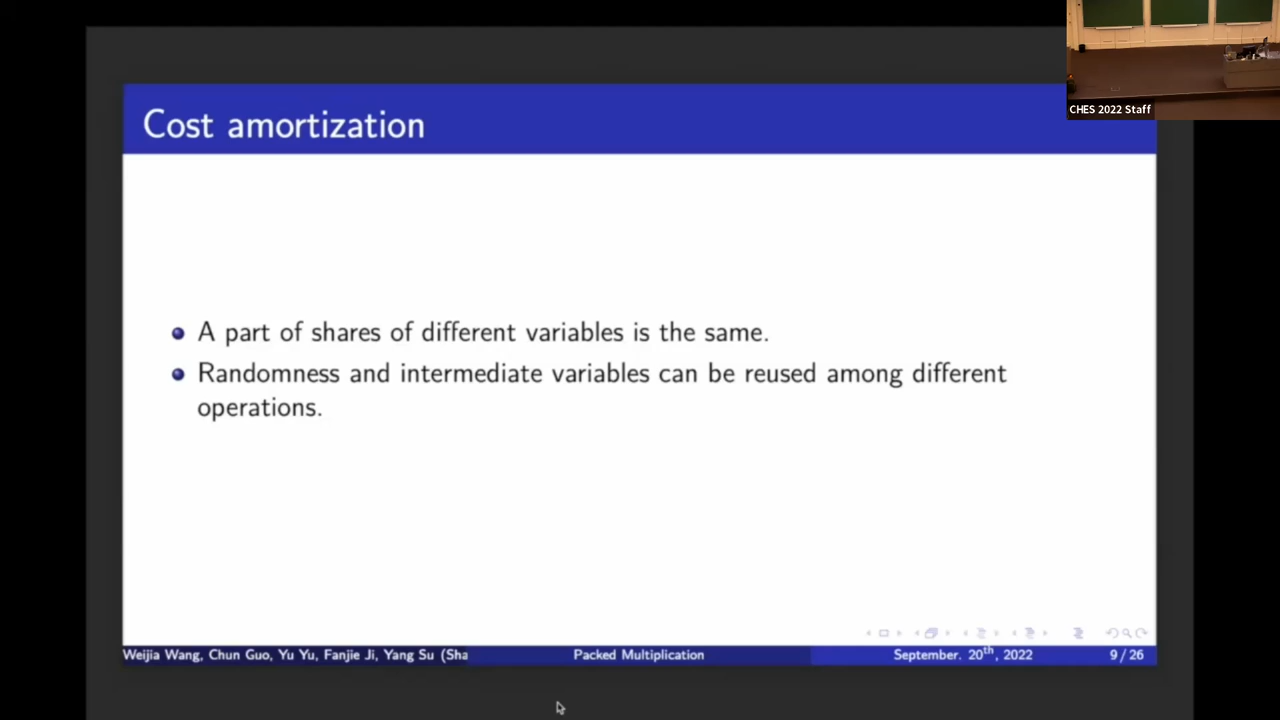 CHES 2022 Staff
Cost amortization
A part of shares of different variables is the same.
Randomness and intermediate variables can be reused among different
operations.
Weijia Wang, Chun Guo, Yu Yu, Fanjie Ji, Yang Su (Sha
Packed Multiplication
September. 20th, 2022
9 / 26